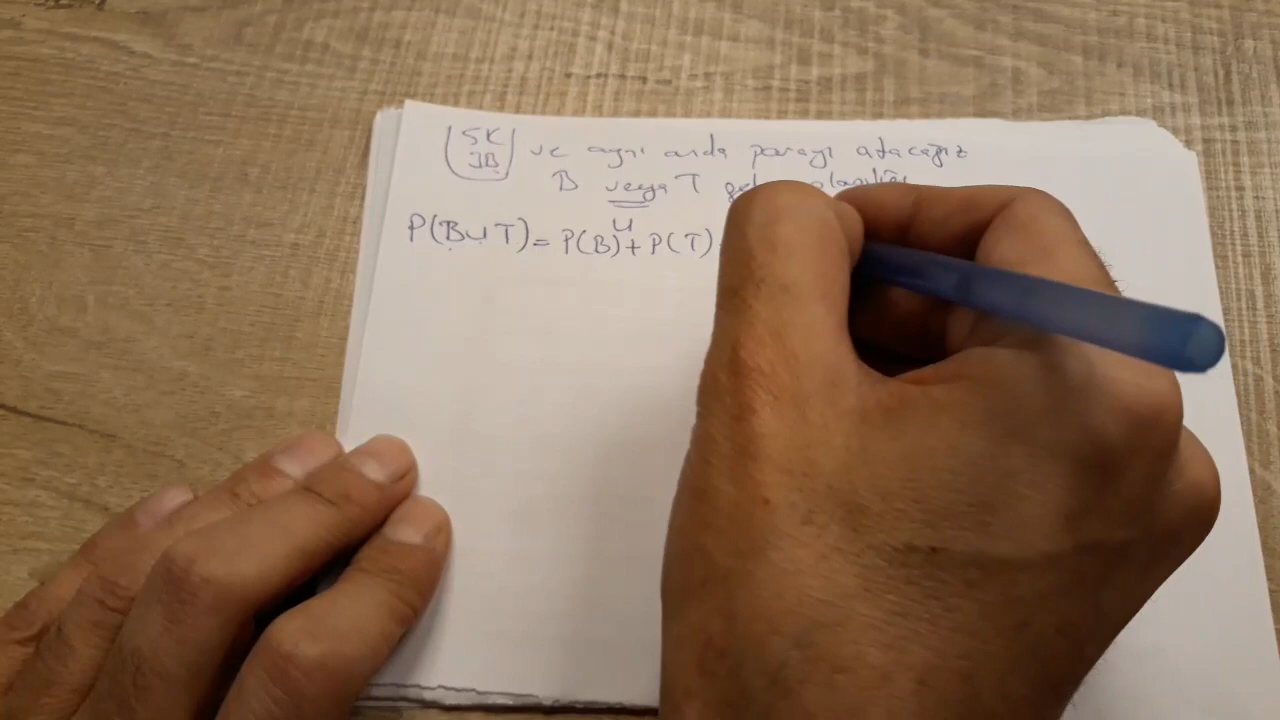 5K
3B
ve aynı anda parayı atacağız
B veya T
P(B∪T) = P(B) + P(T)
∪